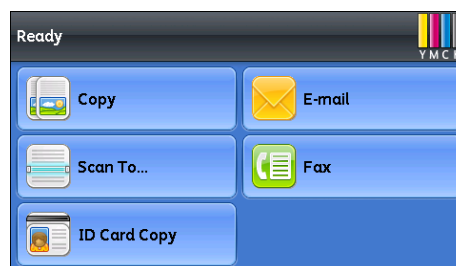 Ready
Y M C
Copy
E-mail
Scan To...
Fax
ID Card Copy